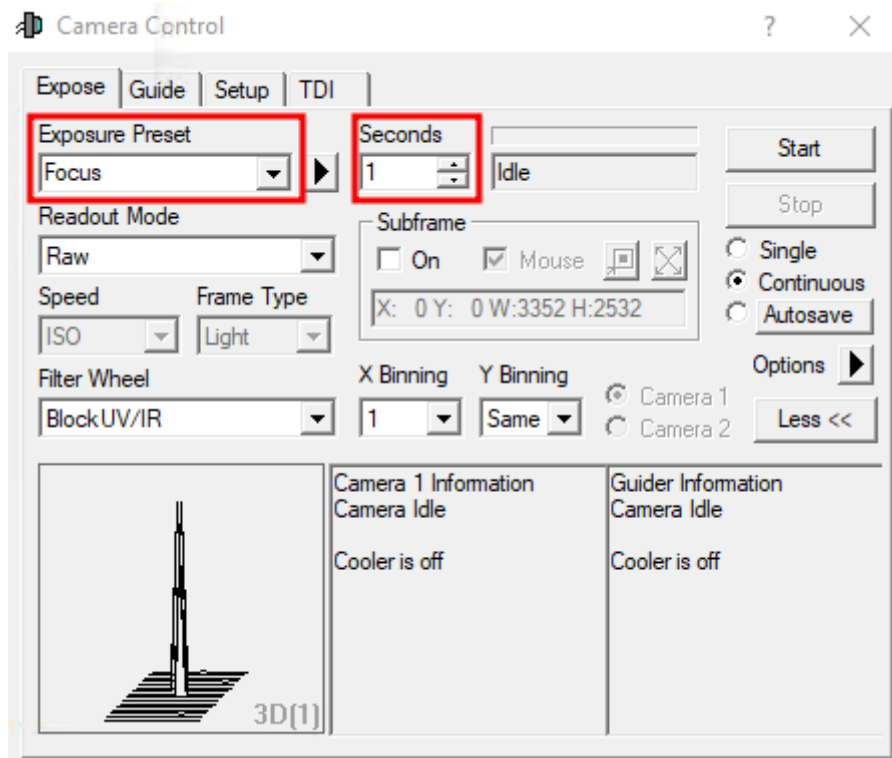 Camera Control ?
Expose Guide Setup TDI
Exposure Preset Seconds
Focus 1 Idle Start
Stop
Readout Mode Subframe
Raw On Mouse Single
Continuous
Speed Frame Type X: 0 Y: 0 W:3352 H:2532 Autosave
ISO Light
Filter Wheel X Binning Y Binning Options
BlockUV/IR 1 Same Camera 1
Camera 2 Less <<
Camera 1 Information Guider Information
Camera Idle Camera Idle
Cooler is off Cooler is off
3D(1)